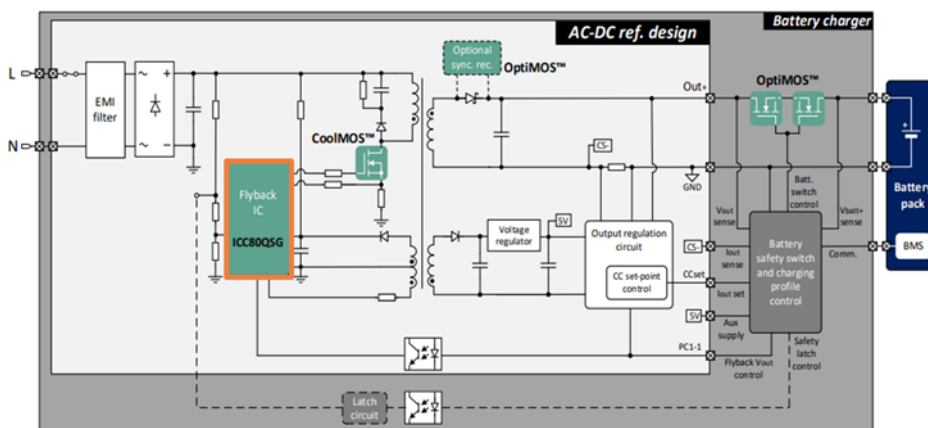 Battery charger
AC-DC ref. design
Optional
sync. rec.
OptiMOS™
Out+
OptiMOS™
L
EMI
filter
~
+
~
−
N
CoolMOS™
CS-
GND
Batt.
switch
control
Battery
pack
+
Flyback
IC
ICC80QSG
5V
Voltage
regulator
Output regulation
circuit
CC set-point
control
Vout
sense
Vbatt+
sense
CS-
Iout
sense
CCset
Iout set
5V
Aux
supply
PC1-1
Flyback Vout
control
Battery
safety switch
and charging
profile
control
Comm.
BMS
Safety
latch
control
Latch
circuit